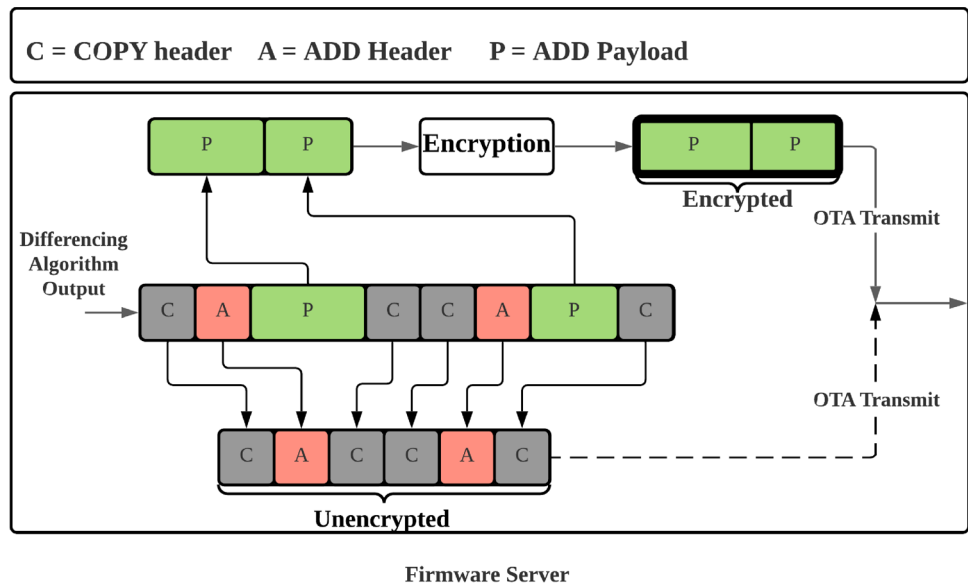 C = COPY header A = ADD Header P = ADD Payload
P P
Encryption
P P
Encrypted
OTA Transmit
Differencing
Algorithm
Output
C A P C C A P C
OTA Transmit
C A C C A C
Unencrypted
Firmware Server